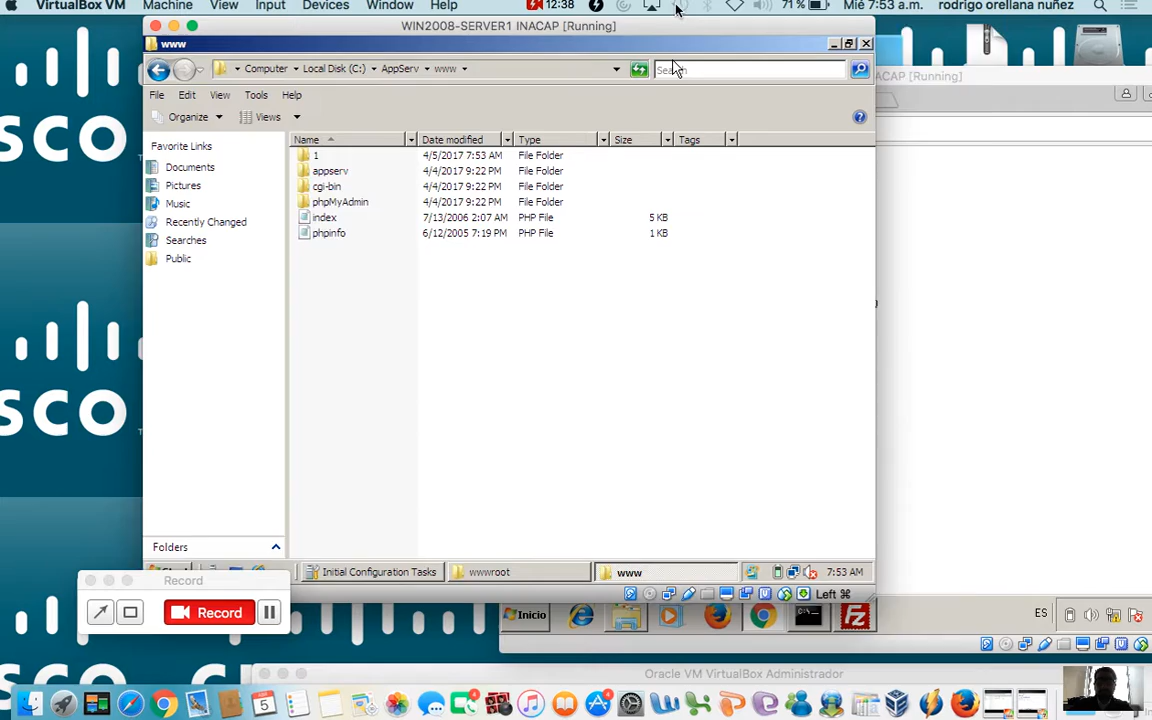 VirtualBox VM Machine View Input Devices Window Help 12:38 71 % Mié 7:53 a.m. rodrigo orellana nuñez
WIN2008-SERVER1 INACAP [Running]
www
ACAP [Running]
Computer Local Disk (C:) AppServ www
Search
File Edit View Tools Help
Organize Views
Favorite Links
Documents
Pictures
Music
Recently Changed
Searches
Public
Folders
Name Date modified Type Size Tags
1 4/5/2017 7:53 AM File Folder
appserv 4/4/2017 9:22 PM File Folder
cgi-bin 4/4/2017 9:22 PM File Folder
phpMyAdmin 4/4/2017 9:22 PM File Folder
index 7/13/2006 2:07 AM PHP File 5 KB
phpinfo 6/12/2005 7:19 PM PHP File 1 KB
Initial Configuration Tasks wwwroot www 7:53 AM
Left ⌘
Record
Record
Inicio ES
Oracle VM VirtualBox Administrador
SCO
SCO
SCO